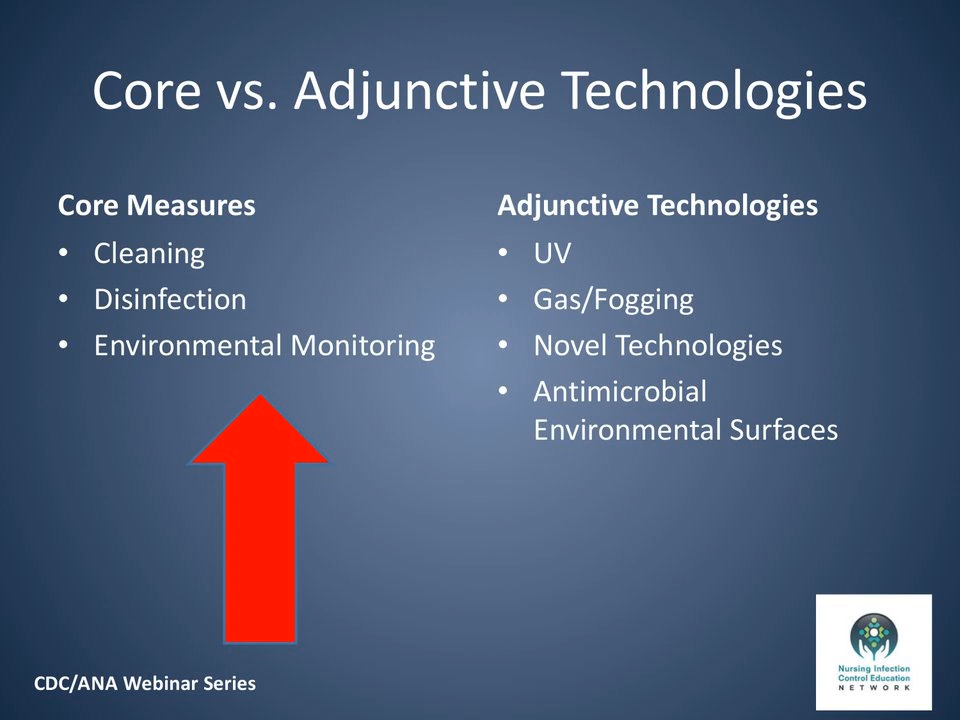 Core vs. Adjunctive Technologies
Core Measures
• Cleaning
• Disinfection
• Environmental Monitoring
Adjunctive Technologies
• UV
• Gas/Fogging
• Novel Technologies
• Antimicrobial
Environmental Surfaces
CDC/ANA Webinar Series
Nursing Infection
Control Education
NETWORK